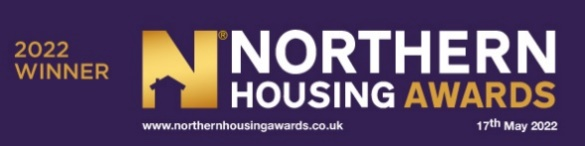 2022
WINNER
N®
NORTHERN
HOUSING AWARDS
www.northernhousingawards.co.uk
17th May 2022